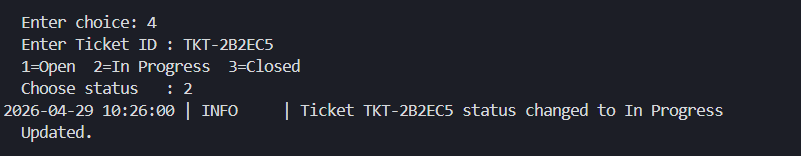 Enter choice: 4
Enter Ticket ID : TKT-2B2EC5
1=Open  2=In Progress  3=Closed
Choose status   : 2
2026-04-29 10:26:00 | INFO     | Ticket TKT-2B2EC5 status changed to In Progress
Updated.